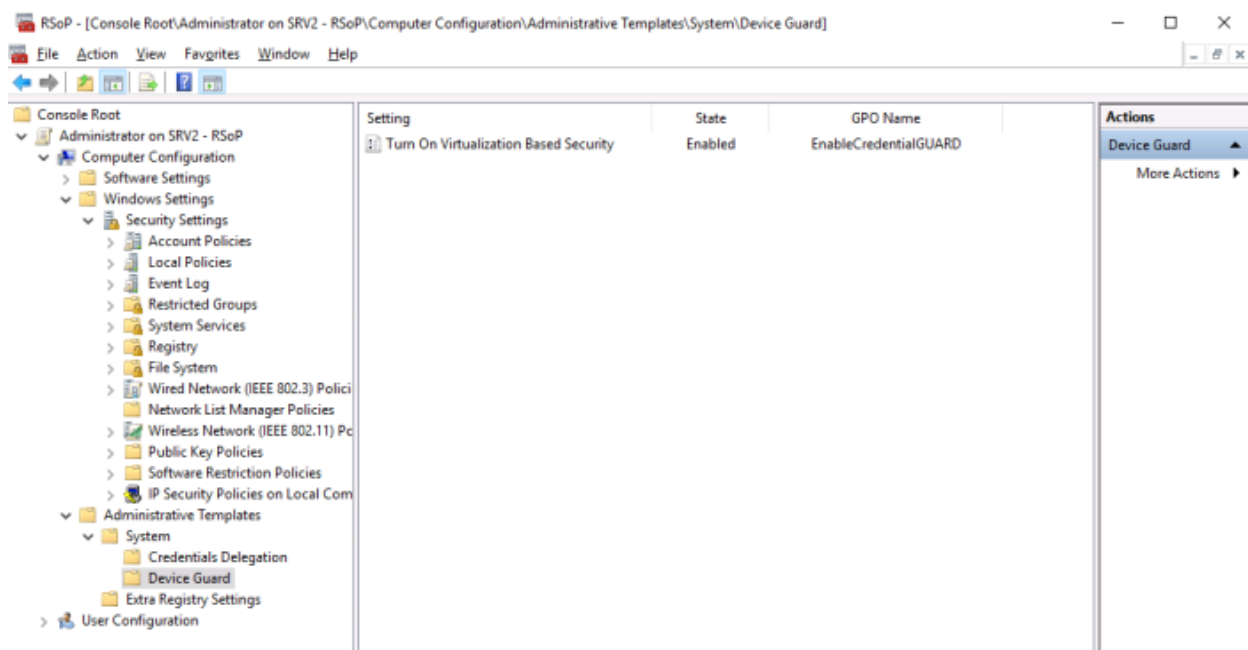 RSoP - [Console Root\Administrator on SRV2 - RSoP\Computer Configuration\Administrative Templates\System\Device Guard]
File Action View Favorites Window Help
Console Root
Administrator on SRV2 - RSoP
Computer Configuration
Software Settings
Windows Settings
Security Settings
Account Policies
Local Policies
Event Log
Restricted Groups
System Services
Registry
File System
Wired Network (IEEE 802.3) Polici
Network List Manager Policies
Wireless Network (IEEE 802.11) Pc
Public Key Policies
Software Restriction Policies
IP Security Policies on Local Com
Administrative Templates
System
Credentials Delegation
Device Guard
Extra Registry Settings
User Configuration
Setting State GPO Name
Turn On Virtualization Based Security Enabled EnableCredentialGUARD
Actions
Device Guard
More Actions